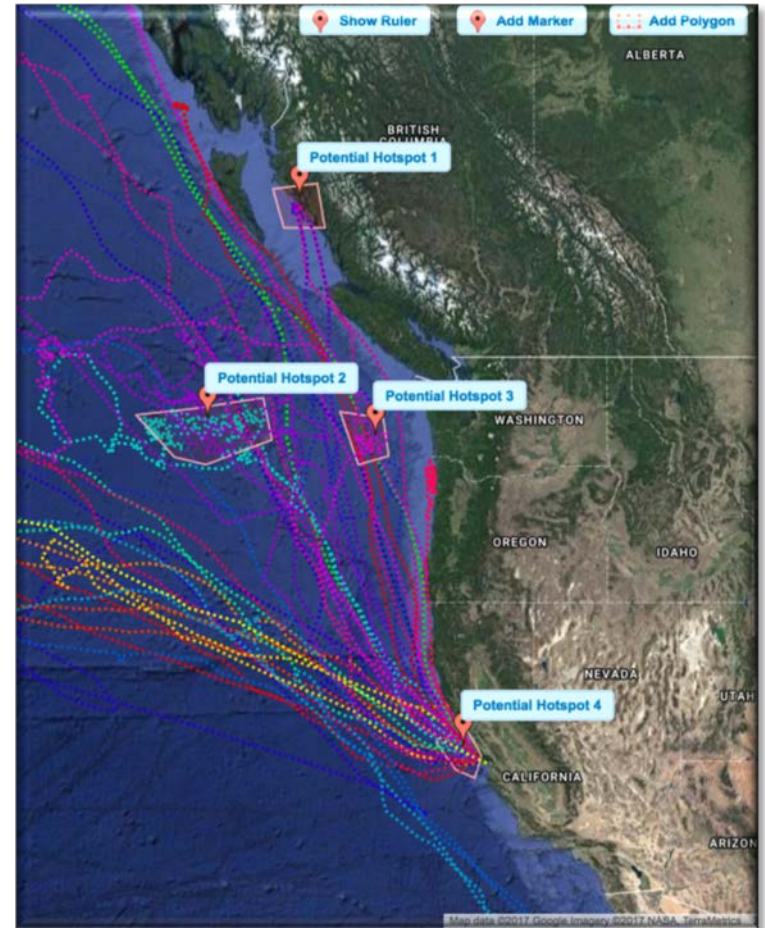 Show Ruler
Add Marker
Add Polygon
ALBERTA
BRITISH
COLUMBIA
Potential Hotspot 1
Potential Hotspot 2
Potential Hotspot 3
WASHINGTON
OREGON
IDAHO
NEVADA
UTAH
Potential Hotspot 4
CALIFORNIA
ARIZON
Map data ©2017 Google Imagery ©2017 NASA, TerraMetrics